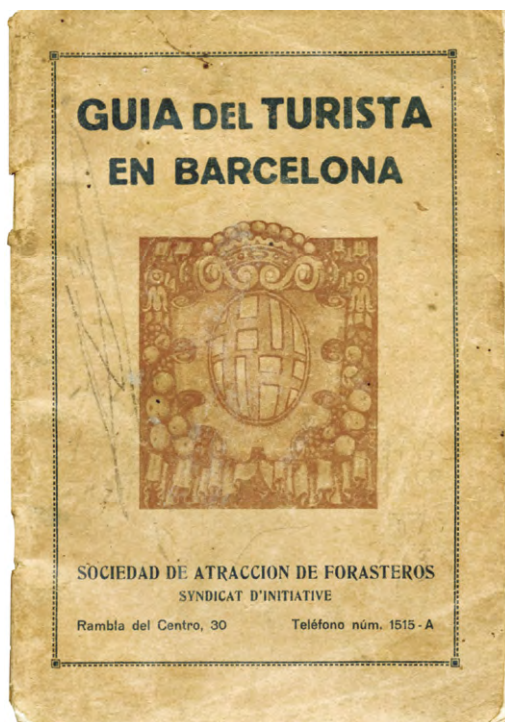 GUIA DEL TURISTA
EN BARCELONA
SOCIEDAD DE ATRACCION DE FORASTEROS
SYNDICAT D'INITIATIVE
Rambla del Centro, 30 Teléfono núm. 1515-A